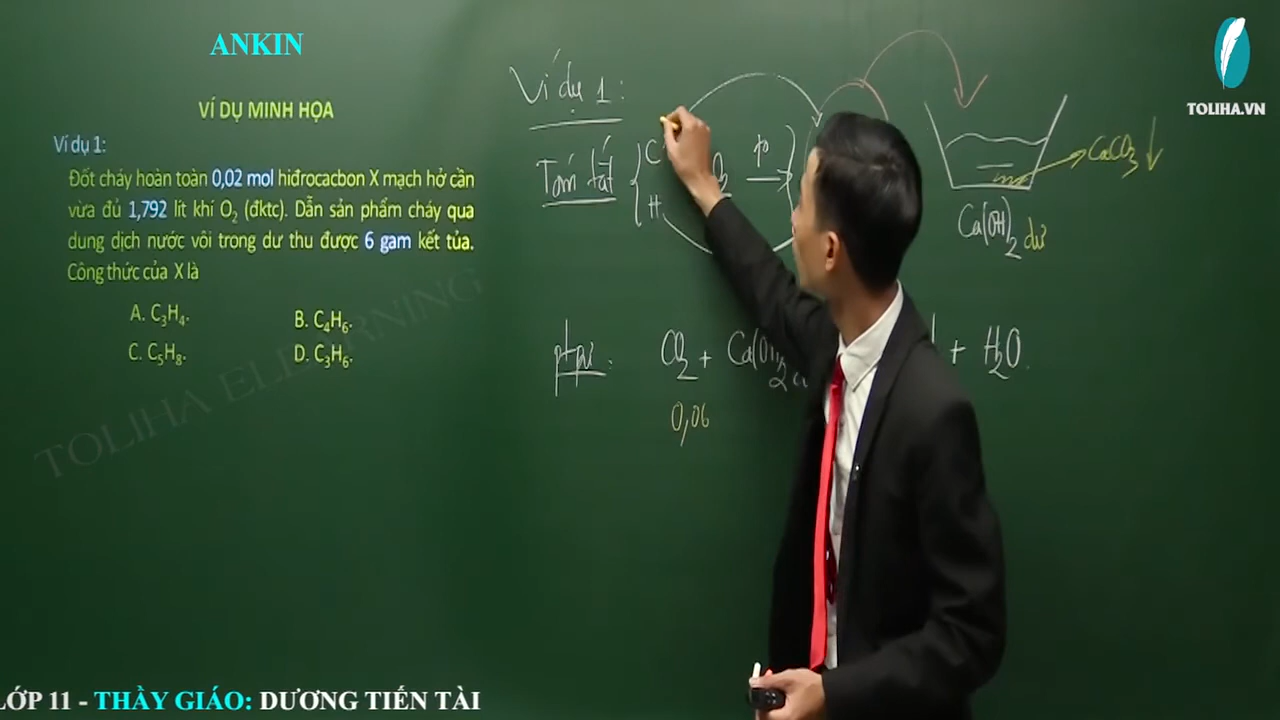 ANKIN
VÍ DỤ MINH HỌA
Ví dụ 1:
Đốt cháy hoàn toàn 0,02 mol hiđrocacbon X mạch hở cần
vừa đủ 1,792 lít khí O₂ (đktc). Dẫn sản phẩm cháy qua
dung dịch nước vôi trong dư thu được 6 gam kết tủa.
Công thức của X là
A. C₃H₄.
B. C₄H₆.
C. C₅H₈.
D. C₃H₆.
TOLIHA ELEARNING
Ví dụ 1:
Tóm tắt { C
H
CaCO₃ ↓
Ca(OH)₂ dư
ptpư: CO₂ + Ca(OH)₂ + H₂O
0,06
TOLIHA.VN
LỚP 11 - THẦY GIÁO: DƯƠNG TIẾN TÀI